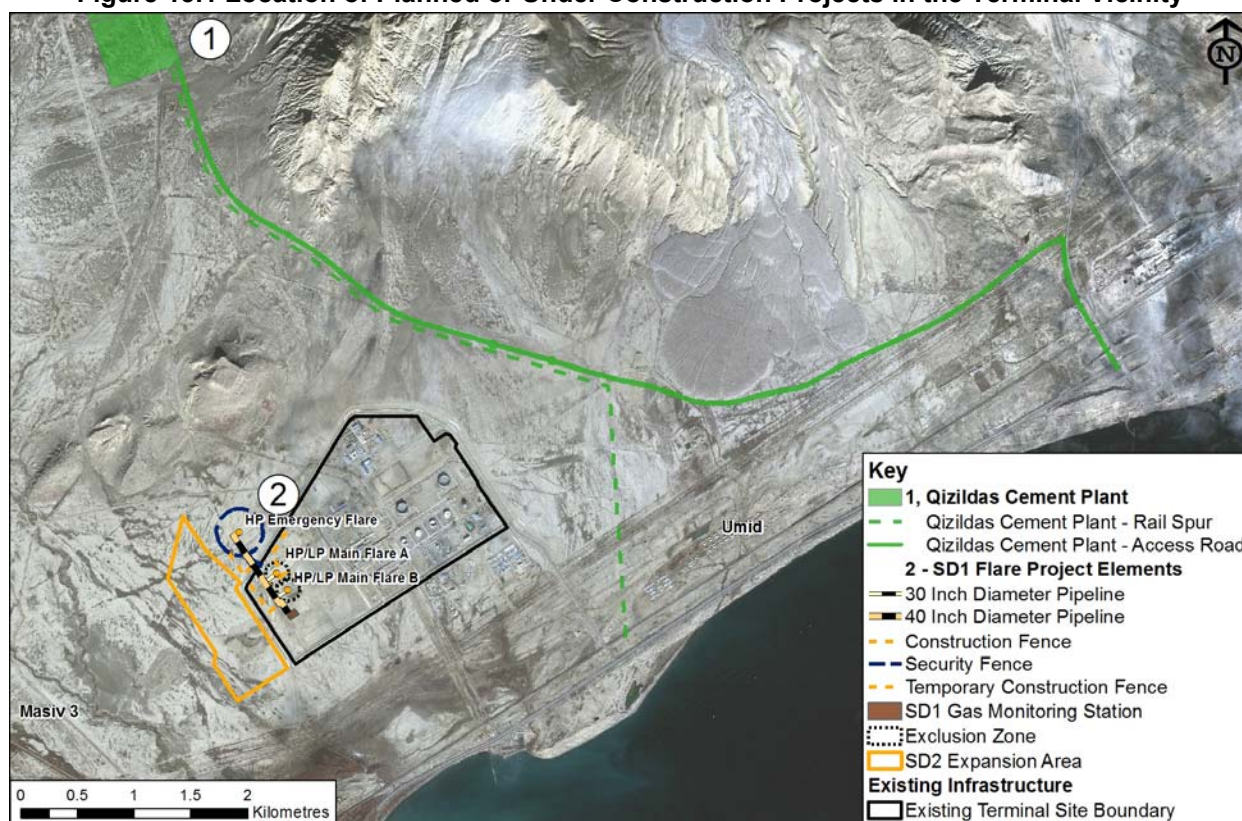 Figure 13.1 Location of Planned or Under Construction Projects in the Terminal Vicinity
1
N
2
HP Emergency Flare
HP/LP Main Flare A
HP/LP Main Flare B
Umid
Masiv 3
Key
1, Qizildas Cement Plant
Qizildas Cement Plant - Rail Spur
Qizildas Cement Plant - Access Road
2 - SD1 Flare Project Elements
30 Inch Diameter Pipeline
40 Inch Diameter Pipeline
Construction Fence
Security Fence
Temporary Construction Fence
SD1 Gas Monitoring Station
Exclusion Zone
SD2 Expansion Area
Existing Infrastructure
Existing Terminal Site Boundary
0 0.5 1 1.5 2
Kilometres